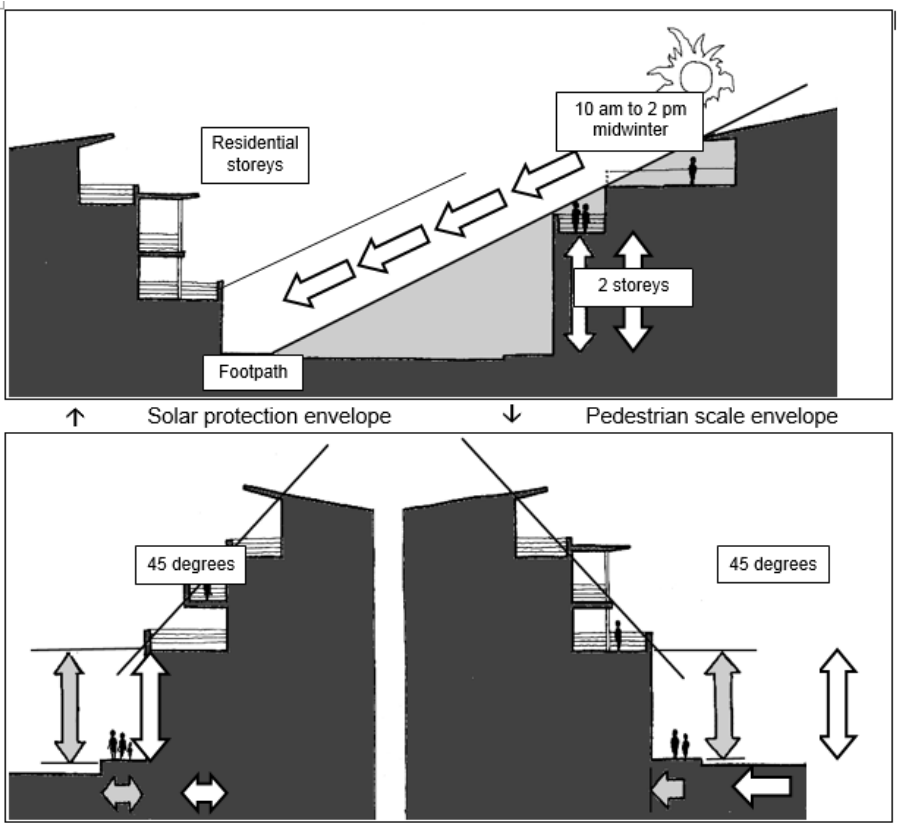 10 am to 2 pm
midwinter
Residential
storeys
2 storeys
Footpath
↑ Solar protection envelope ↓ Pedestrian scale envelope
45 degrees
45 degrees